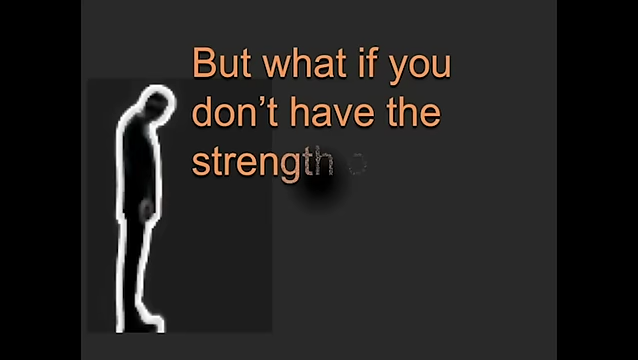 But what if you
don’t have the
strength o